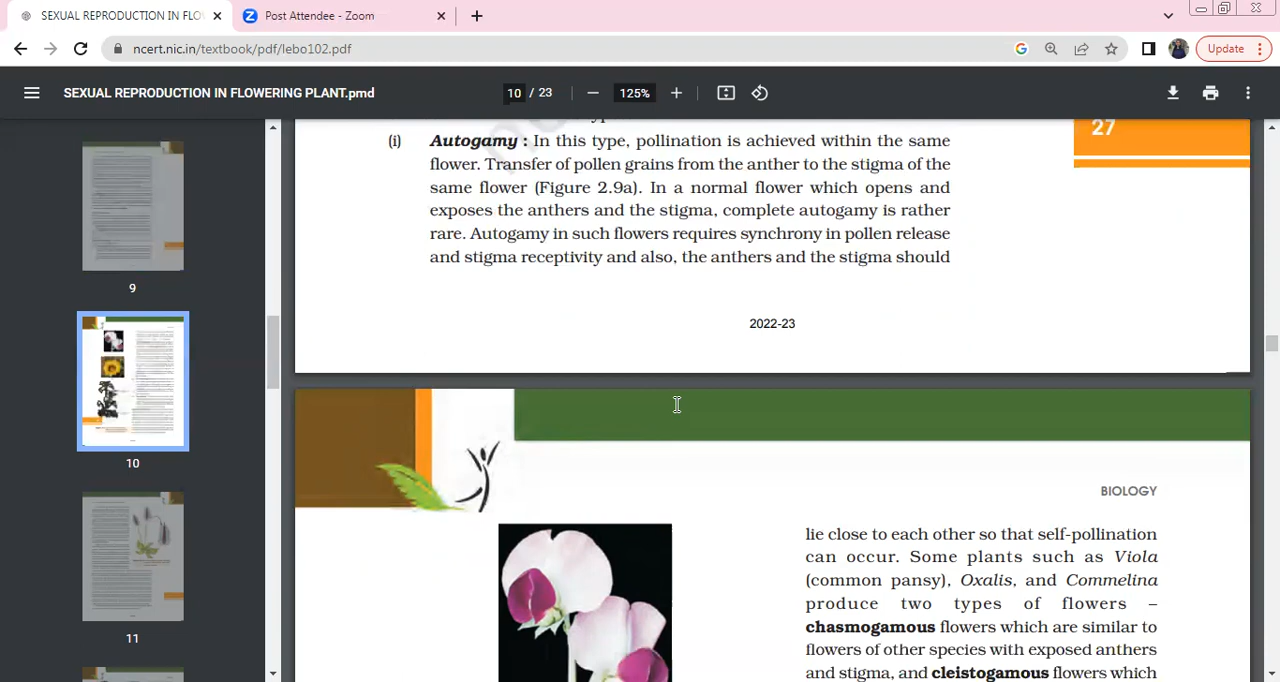 SEXUAL REPRODUCTION IN FLO
Post Attendee - Zoom
ncert.nic.in/textbook/pdf/lebo102.pdf
Update
SEXUAL REPRODUCTION IN FLOWERING PLANT.pmd
10 / 23
125%
9
10
11
27
(i) Autogamy : In this type, pollination is achieved within the same
flower. Transfer of pollen grains from the anther to the stigma of the
same flower (Figure 2.9a). In a normal flower which opens and
exposes the anthers and the stigma, complete autogamy is rather
rare. Autogamy in such flowers requires synchrony in pollen release
and stigma receptivity and also, the anthers and the stigma should
2022-23
BIOLOGY
lie close to each other so that self-pollination
can occur. Some plants such as Viola
(common pansy), Oxalis, and Commelina
produce two types of flowers –
chasmogamous flowers which are similar to
flowers of other species with exposed anthers
and stigma, and cleistogamous flowers which